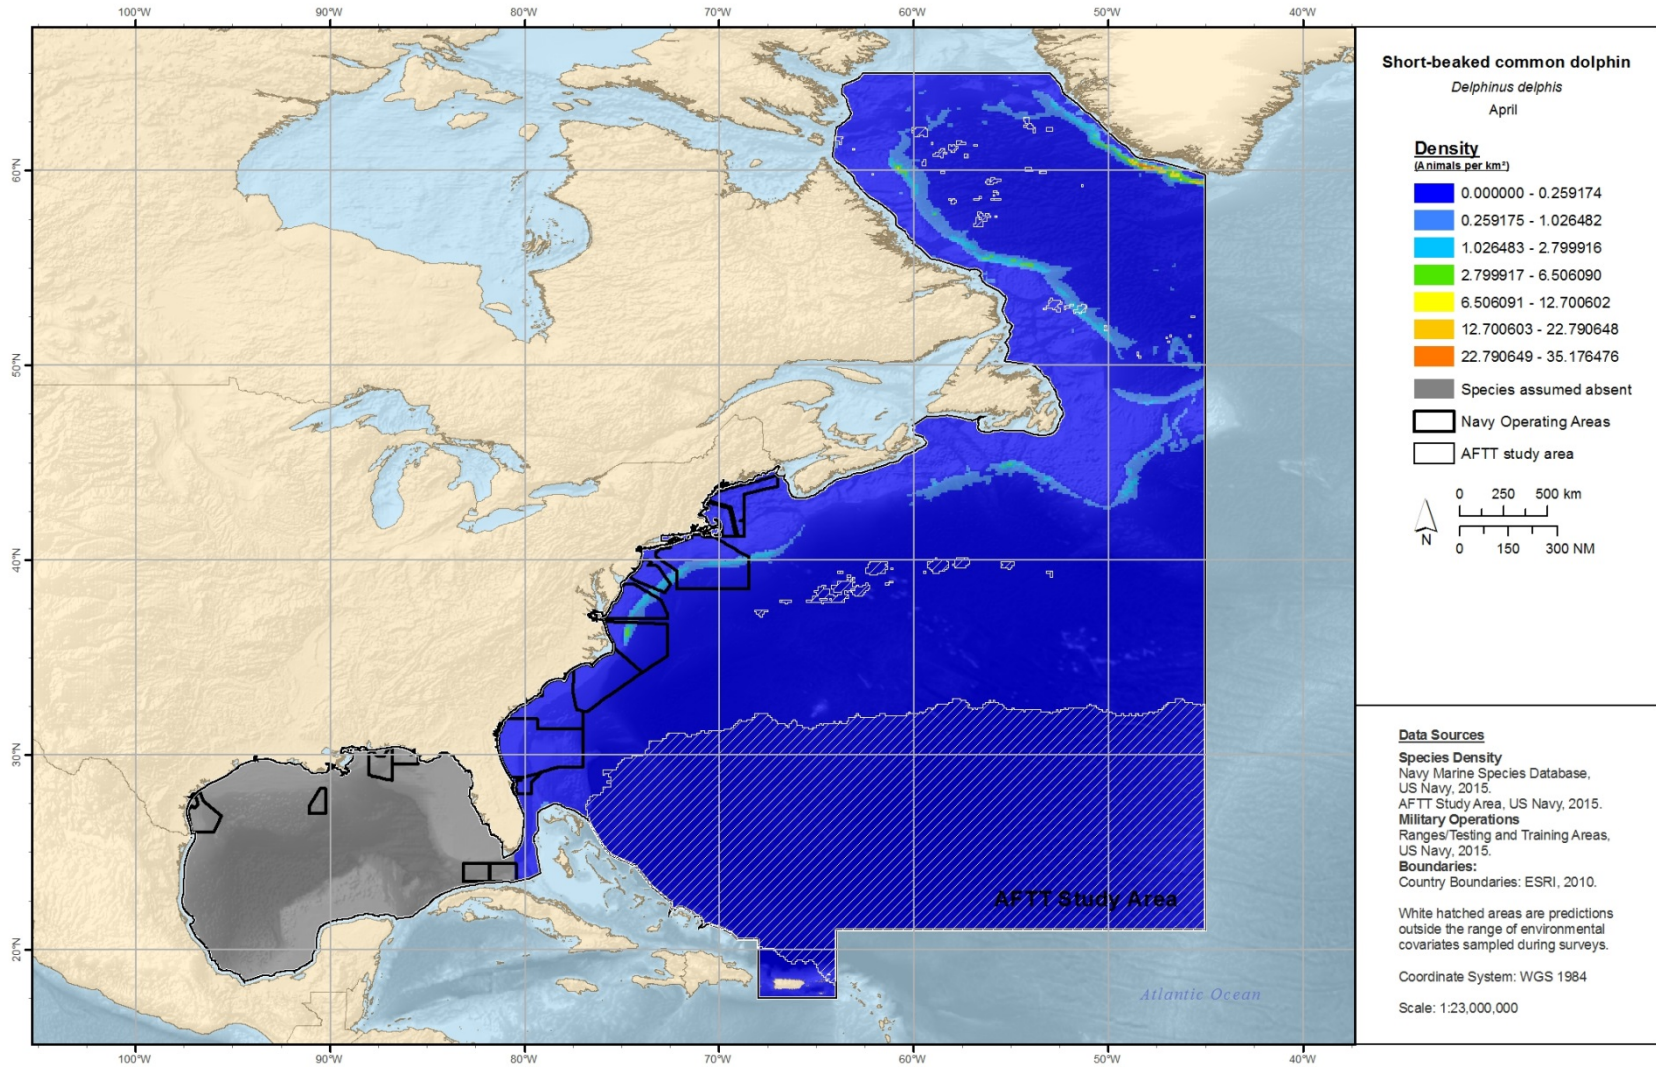 100°W 90°W 80°W 70°W 60°W 50°W 40°W
60°N
50°N
40°N
30°N
20°N
60°N
50°N
40°N
30°N
20°N
AFTT Study Area
Atlantic Ocean
100°W 90°W 80°W 70°W 60°W 50°W 40°W
Short-beaked common dolphin
Delphinus delphis
April
Density
(Animals per km²)
0.000000 - 0.259174
0.259175 - 1.026482
1.026483 - 2.799916
2.799917 - 6.506090
6.506091 - 12.700602
12.700603 - 22.790648
22.790649 - 35.176476
Species assumed absent
Navy Operating Areas
AFTT study area
N
0 250 500 km
0 150 300 NM
Data Sources
Species Density
Navy Marine Species Database,
US Navy, 2015.
AFTT Study Area, US Navy, 2015.
Military Operations
Ranges/Testing and Training Areas,
US Navy, 2015.
Boundaries:
Country Boundaries: ESRI, 2010.
White hatched areas are predictions
outside the range of environmental
covariates sampled during surveys.
Coordinate System: WGS 1984
Scale: 1:23,000,000